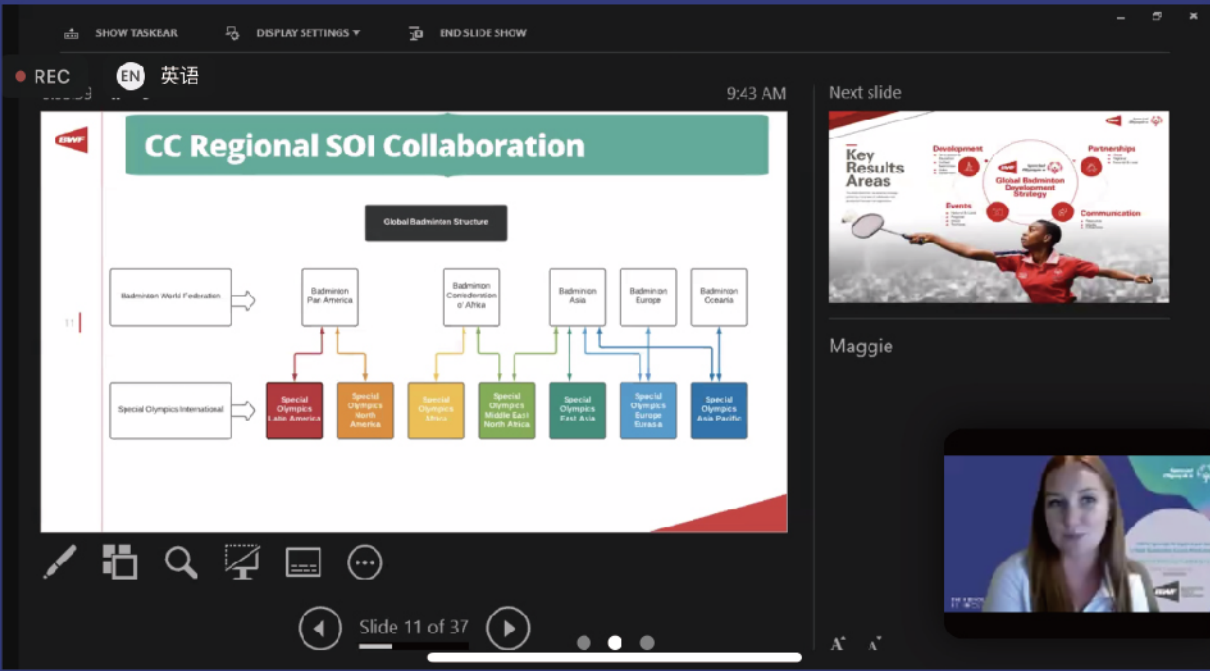 SHOW TASKBAR
DISPLAY SETTINGS
END SLIDE SHOW
REC
EN
英语
9:43 AM
Next slide
BWF
CC Regional SOI Collaboration
Global Badminton Structure
Badminton World Federation
Badminton
Pan America
Badminton
Confederation
of Africa
Badminton
Asia
Badminton
Europe
Badminton
Oceania
11
Special Olympics International
Special
Olympics
Latin America
Special
Olympics
North
America
Special
Olympics
Africa
Special
Olympics
Middle East
North Africa
Special
Olympics
East Asia
Special
Olympics
Europe
Eurasia
Special
Olympics
Asia Pacific
Key
Results
Areas
Development
Partnerships
Global Badminton
Development
Strategy
Events
Communication
Maggie
Slide 11 of 37
A
A